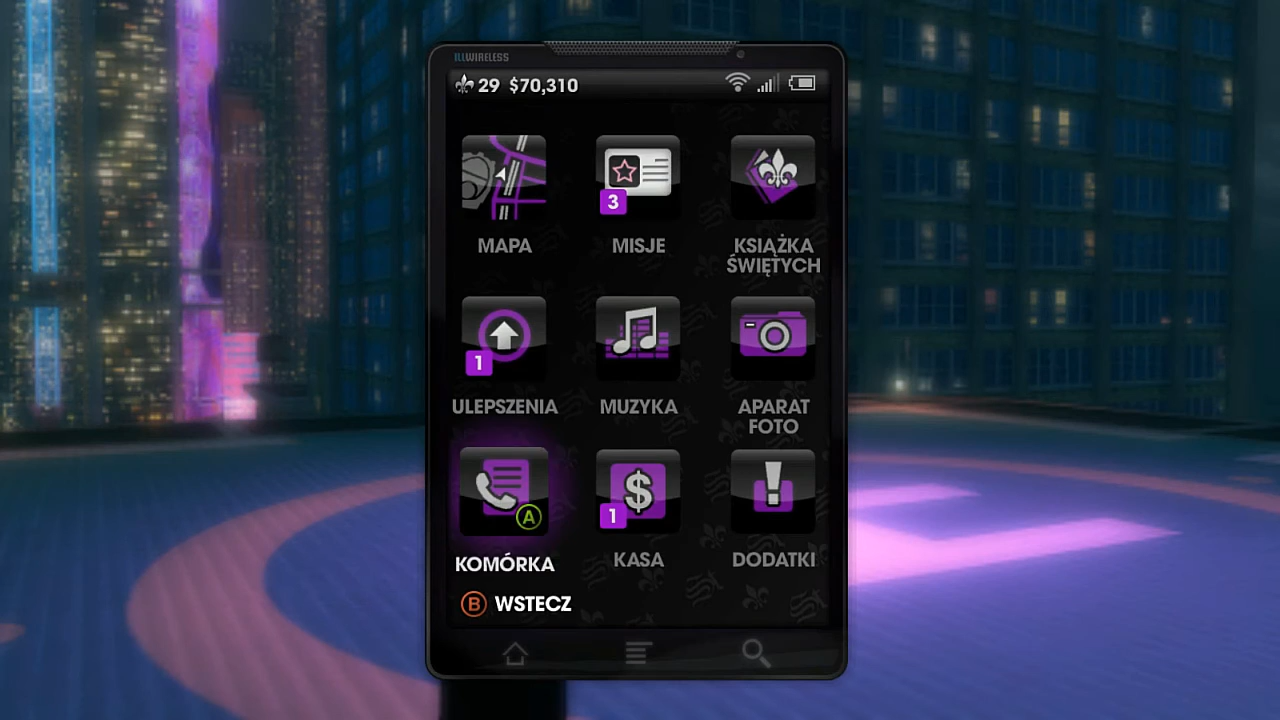 ILLWIRELESS
29 $70,310
MAPA
3
MISJE
KSIĄŻKA
ŚWIĘTYCH
1
ULEPSZENIA
MUZYKA
APARAT
FOTO
A
KOMÓRKA
$
1
KASA
!
DODATKI
B WSTECZ